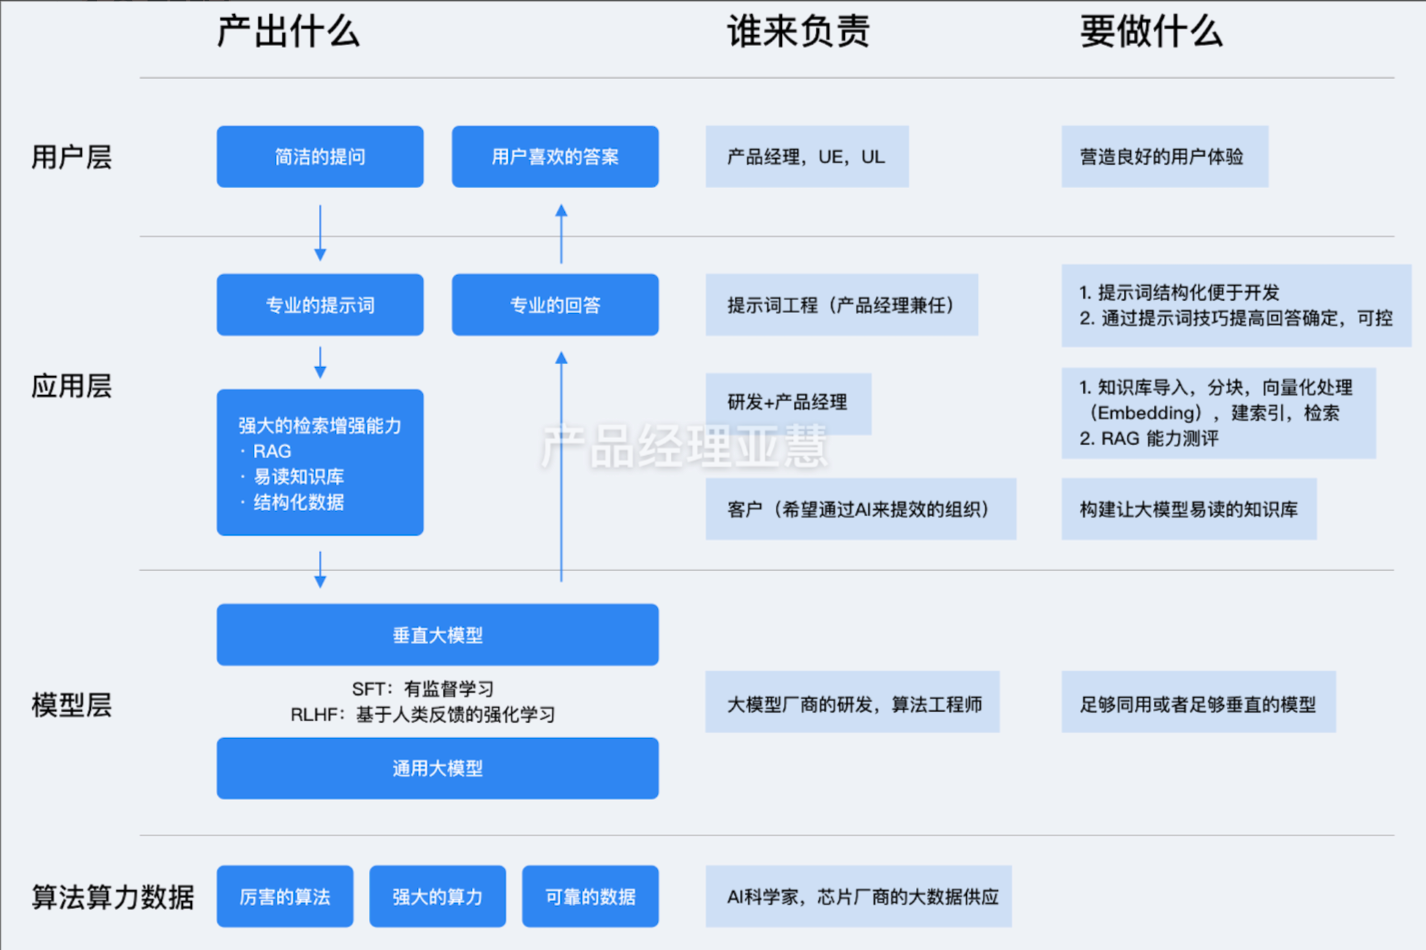 产出什么
谁来负责
要做什么
用户层
简洁的提问
用户喜欢的答案
产品经理，UE，UL
营造良好的用户体验
应用层
专业的提示词
专业的回答
提示词工程（产品经理兼任）
1. 提示词结构化便于开发
2. 通过提示词技巧提高回答确定，可控
强大的检索增强能力
· RAG
· 易读知识库
· 结构化数据
研发+产品经理
1. 知识库导入，分块，向量化处理
（Embedding），建索引，检索
2. RAG 能力测评
产品经理亚慧
客户（希望通过AI来提效的组织）
构建让大模型易读的知识库
模型层
垂直大模型
SFT：有监督学习
RLHF：基于人类反馈的强化学习
通用大模型
大模型厂商的研发，算法工程师
足够同用或者足够垂直的模型
算法算力数据
厉害的算法
强大的算力
可靠的数据
AI科学家，芯片厂商的大数据供应